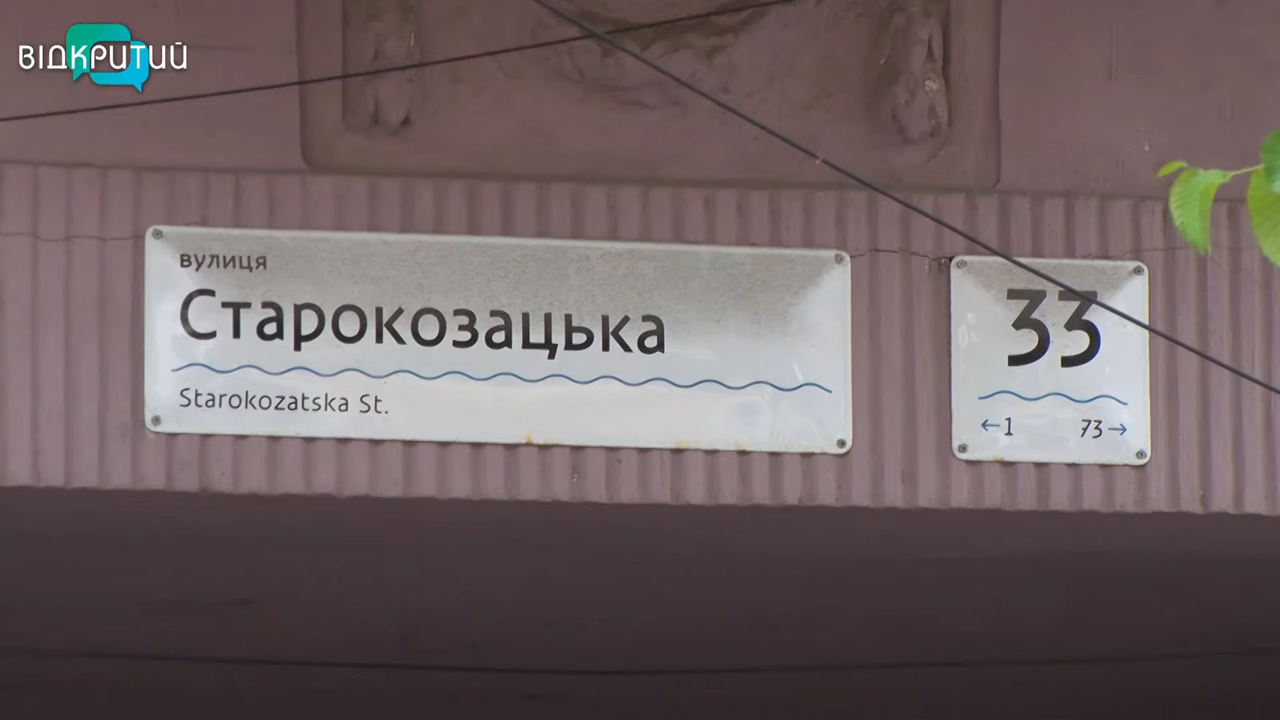 ВІДКРИТИЙ
вулиця
Старокозацька
Starokozatska St.
33
←1 73→